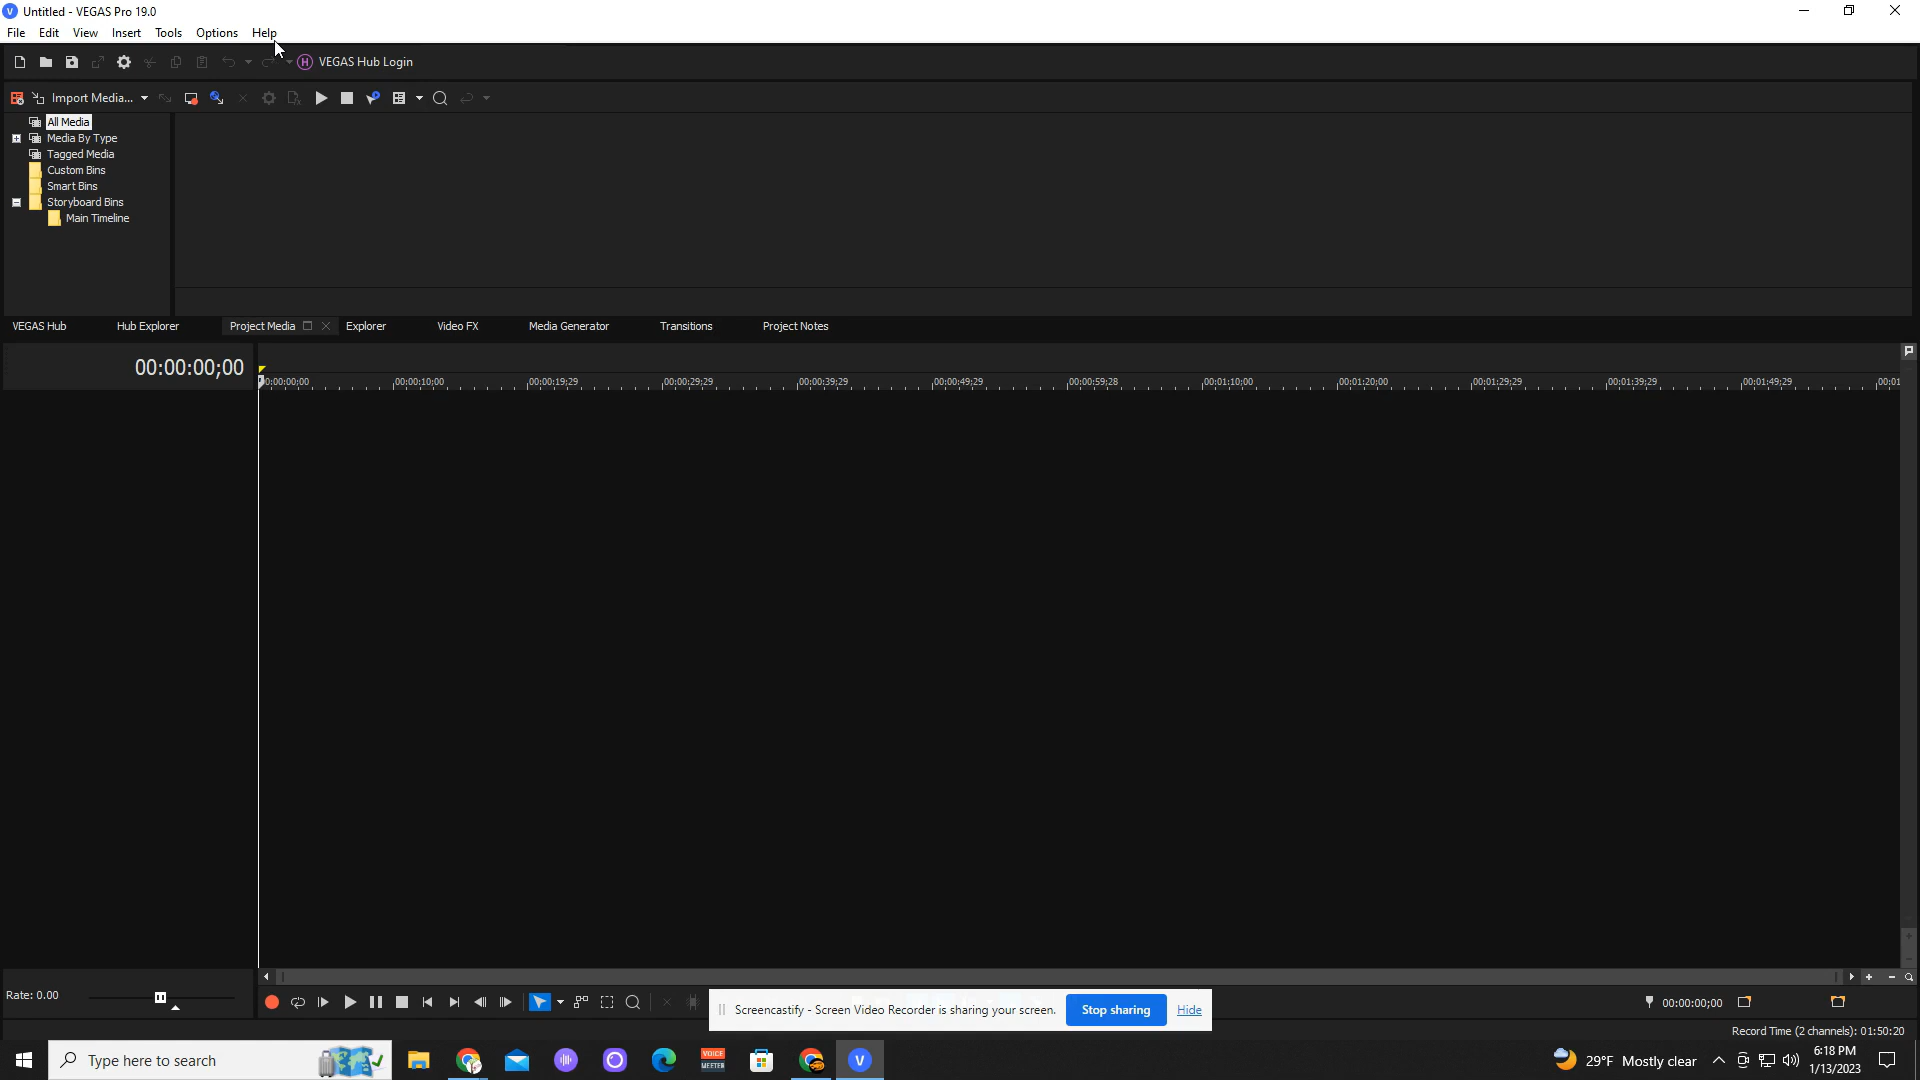 Untitled - VEGAS Pro 19.0
File Edit View Insert Tools Options Help
VEGAS Hub Login
Import Media...
All Media
Media By Type
Tagged Media
Custom Bins
Smart Bins
Storyboard Bins
Main Timeline
VEGAS Hub Hub Explorer Project Media Explorer Video FX Media Generator Transitions Project Notes
00:00:00;00
00:00:10;00 00:00:19;29 00:00:29;29 00:00:39;29 00:00:49;29 00:00:59;28 00:01:10;00 00:01:20;00 00:01:29;29 00:01:39;29 00:01:49;29
Rate: 0.00
Screencastify - Screen Video Recorder is sharing your screen. Stop sharing Hide
00:00:00;00
Record Time (2 channels): 01:50:20
Type here to search
VOICE
MEETER
29°F Mostly clear
6:18 PM
1/13/2023